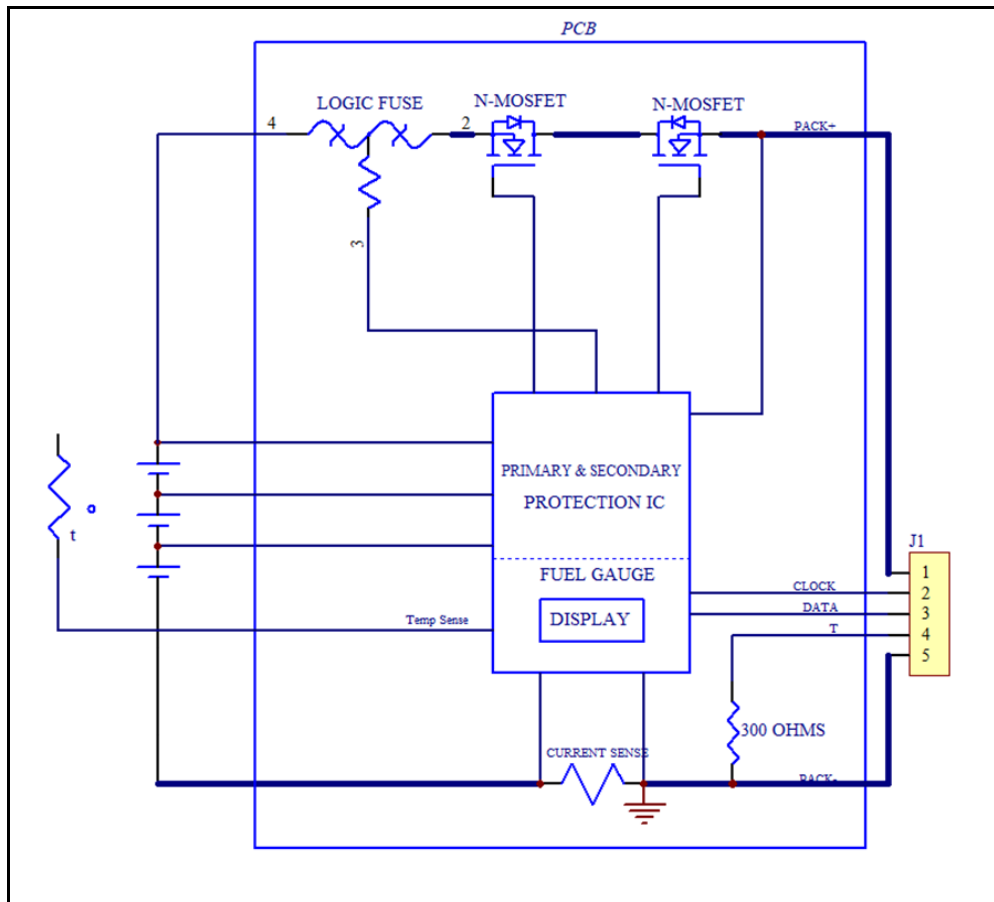 PCB
LOGIC FUSE
N-MOSFET
N-MOSFET
4
2
PACK+
3
PRIMARY & SECONDARY
PROTECTION IC
t
o
FUEL GAUGE
DISPLAY
Temp Sense
J1
1
CLOCK
2
DATA
3
T
4
5
300 OHMS
CURRENT SENSE
PACK-